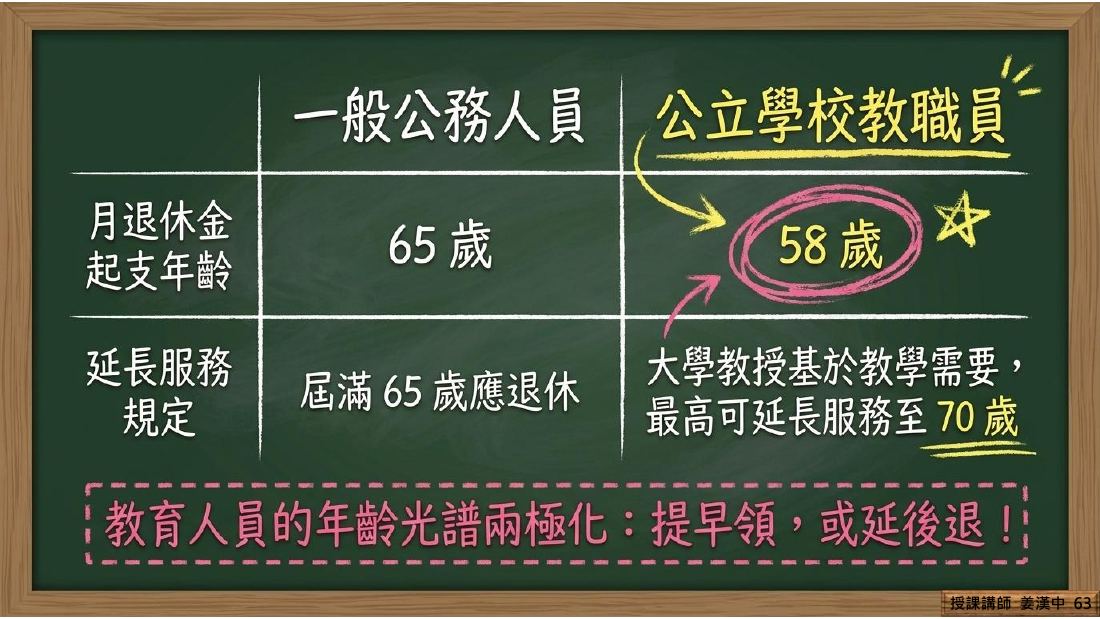 一般公務人員
公立學校教職員
月退休金
起支年齡
65 歲
58 歲
延長服務
規定
屆滿 65 歲應退休
大學教授基於教學需要，
最高可延長服務至 70 歲
教育人員的年齡光譜兩極化：提早領，或延後退！
授課講師 姜漢中 63